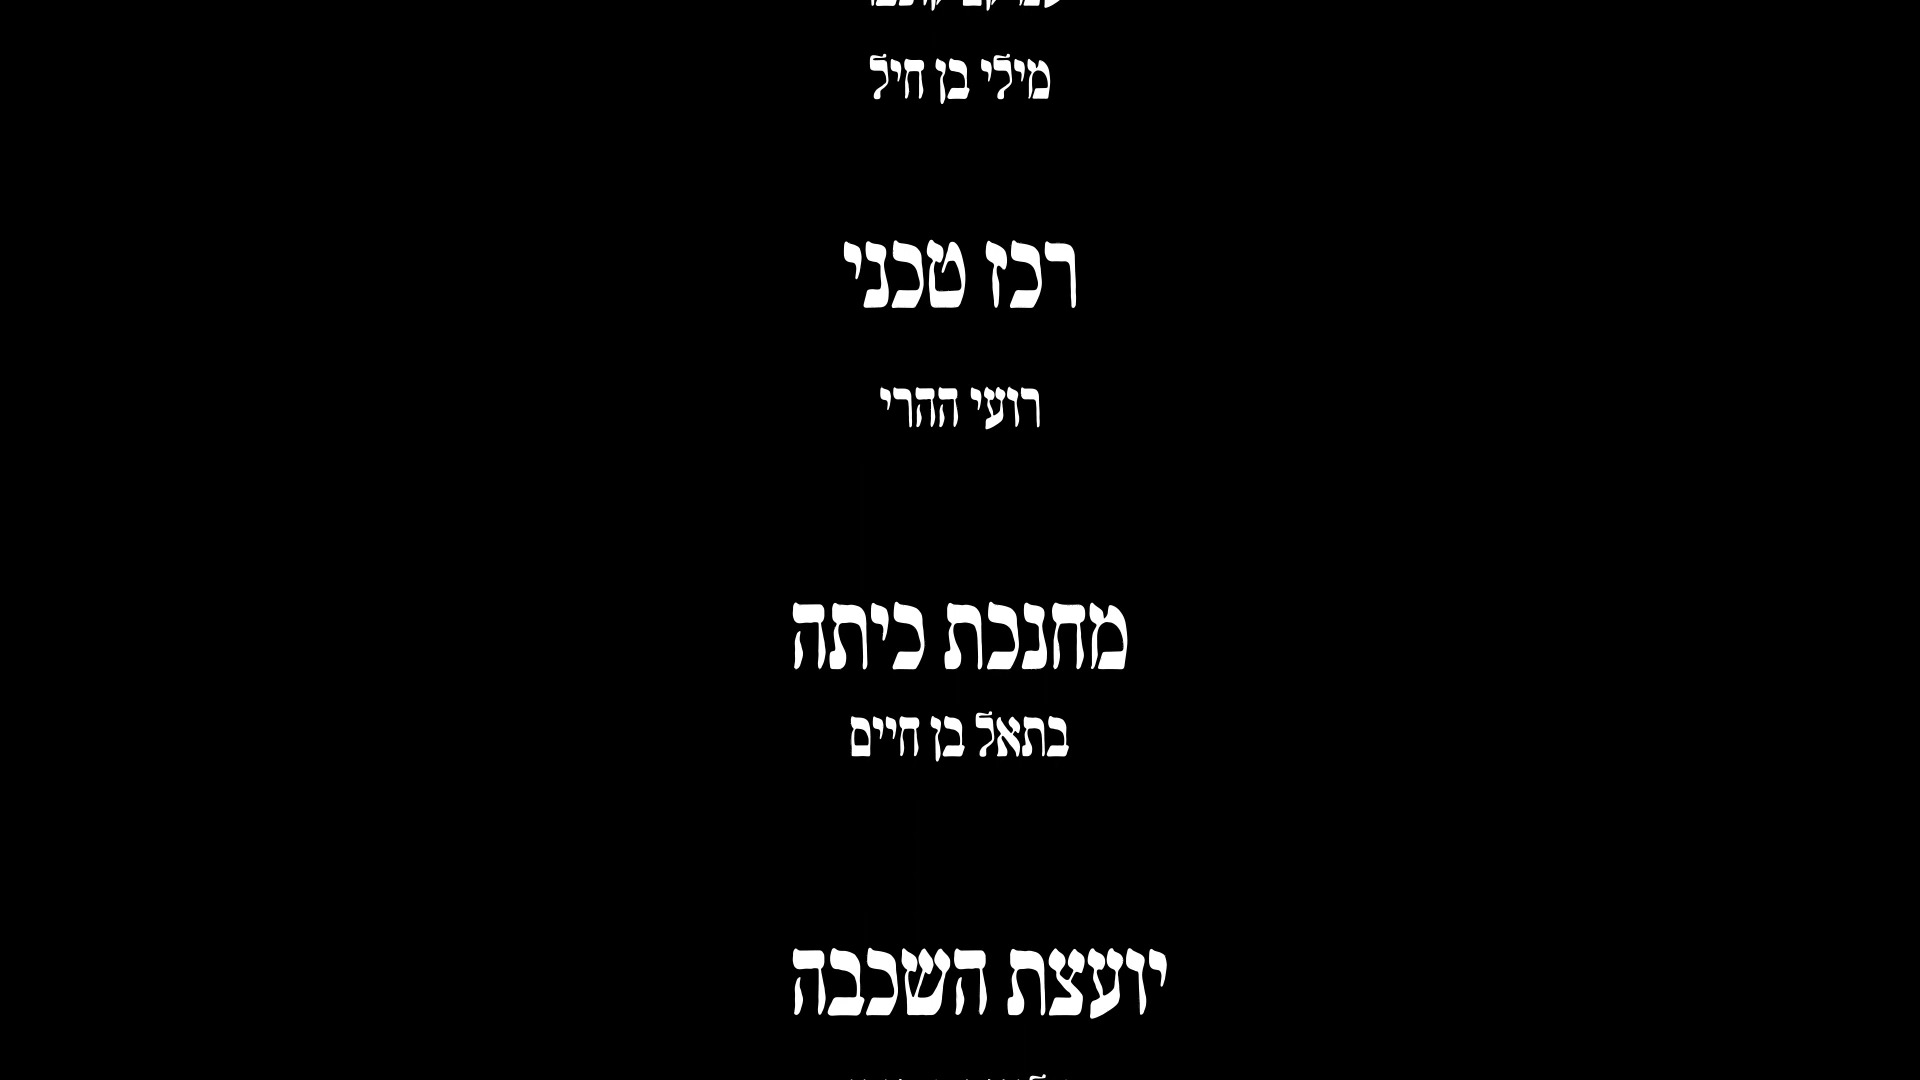 מילי בן חיל
רכז טכני
רועי ההרי
מחנכת כיתה
בתאל בן חיים
יועצת השכבה